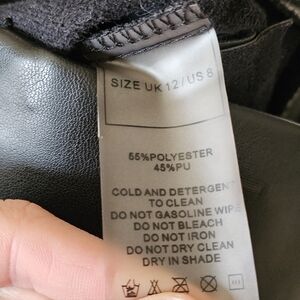 SIZE UK 12/US 8
55%POLYESTER
45%PU
COLD AND DETERGENT
TO CLEAN
DO NOT GASOLINE WIPE
DO NOT BLEACH
DO NOT IRON
DO NOT DRY CLEAN
DRY IN SHADE